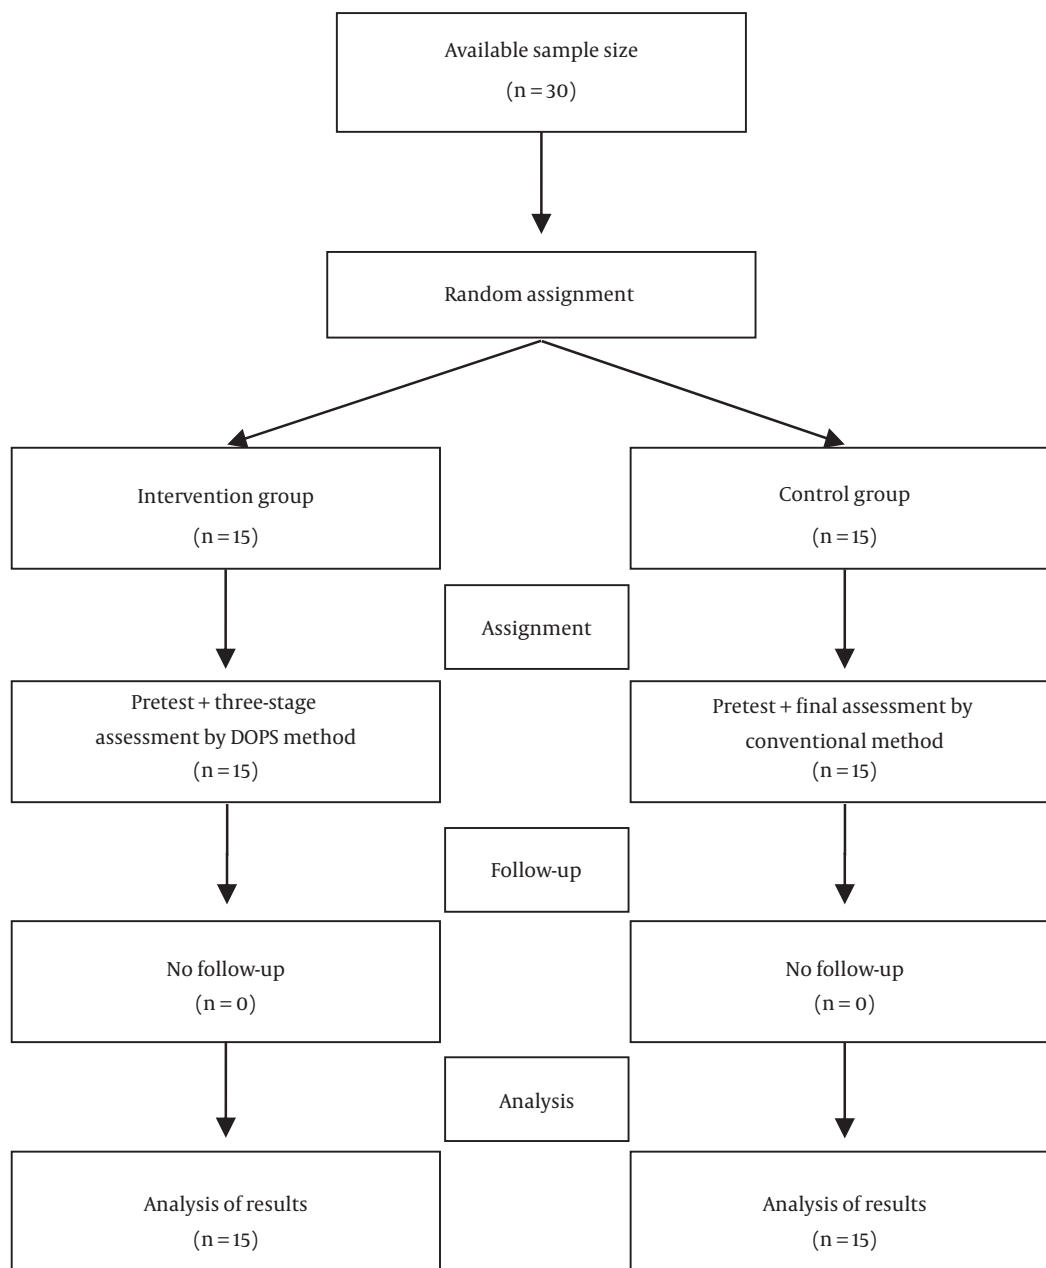 Available sample size
(n = 30)
Random assignment
Intervention group
(n = 15)
Control group
(n = 15)
Assignment
Pretest + three-stage
assessment by DOPS method
(n = 15)
Pretest + final assessment by
conventional method
(n = 15)
Follow-up
No follow-up
(n = 0)
No follow-up
(n = 0)
Analysis
Analysis of results
(n = 15)
Analysis of results
(n = 15)